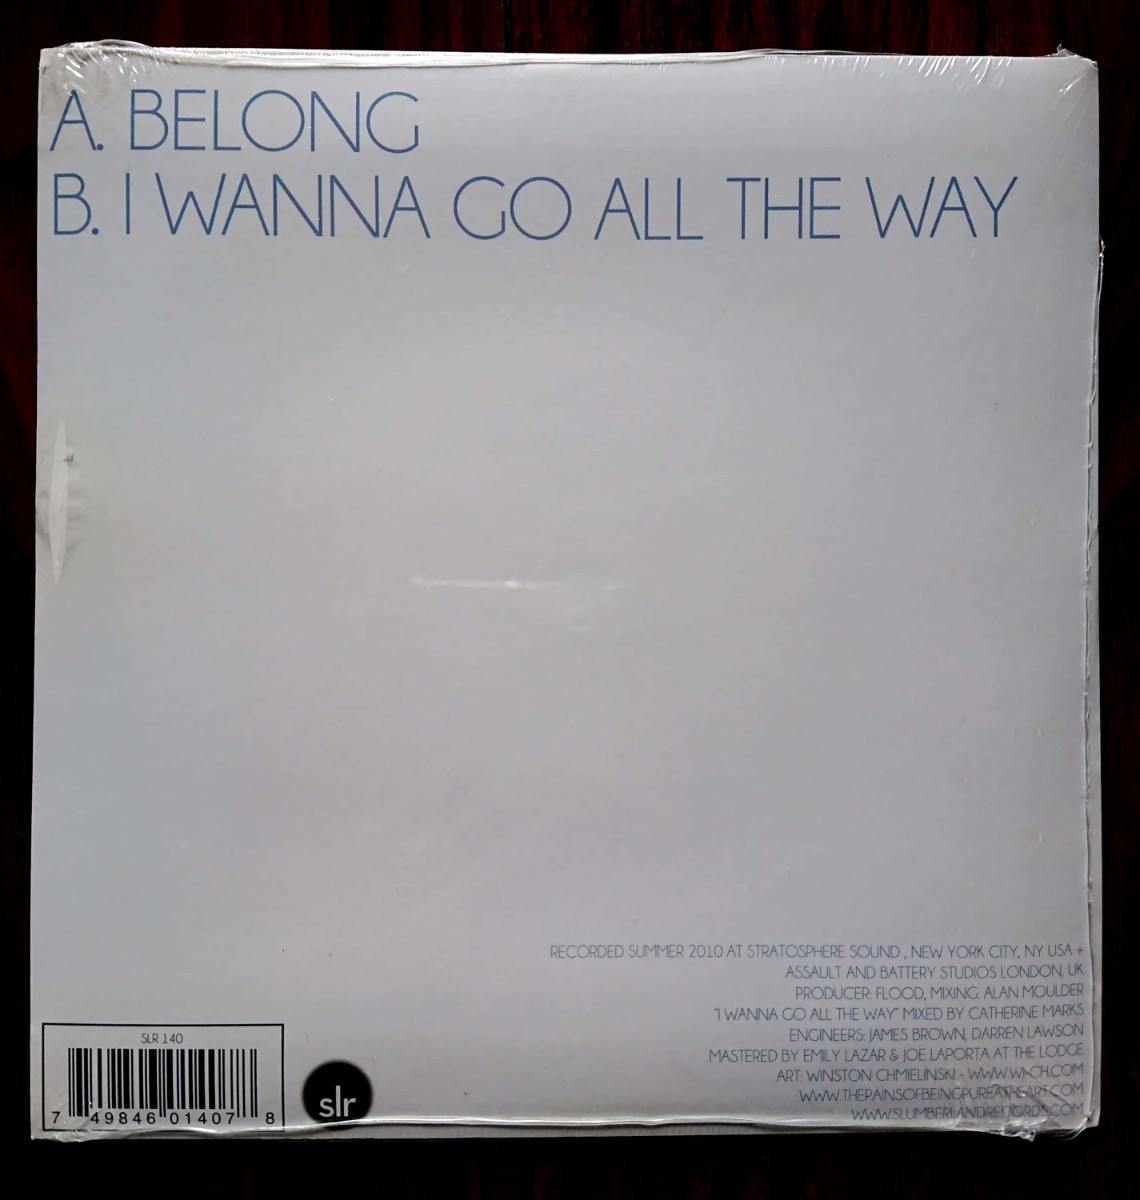 A. BELONG
B. I WANNA GO ALL THE WAY
RECORDED SUMMER 2010 AT STRATOSPHERE SOUND , NEW YORK CITY, NY USA +
ASSAULT AND BATTERY STUDIOS LONDON, UK
PRODUCER: FLOOD, MIXING: ALAN MOULDER
"I WANNA GO ALL THE WAY" MIXED BY CATHERINE MARKS
ENGINEERS: JAMES BROWN, DARREN LAWSON
MASTERED BY EMILY LAZAR & JOE LAPORTA AT THE LODGE
ART: WINSTON CHMIELINSKI - WWW.WI-CH.COM
WWW.THEPAINSOFBEINGPUREATHEART.COM
WWW.SLUMBERLANDRECORDS.COM
SLR 140
7 49846 01407 8
slr